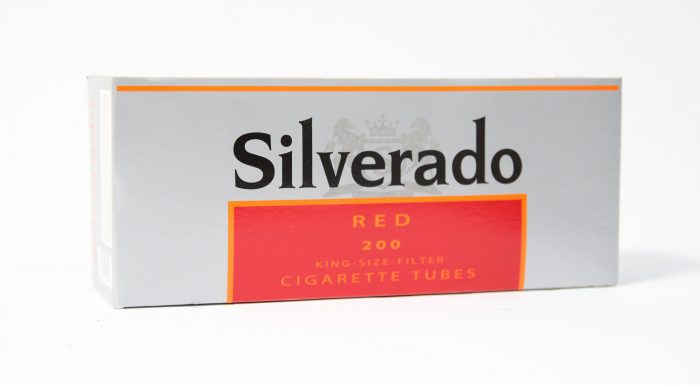 Silverado
RED
200
KING-SIZE-FILTER
CIGARETTE TUBES